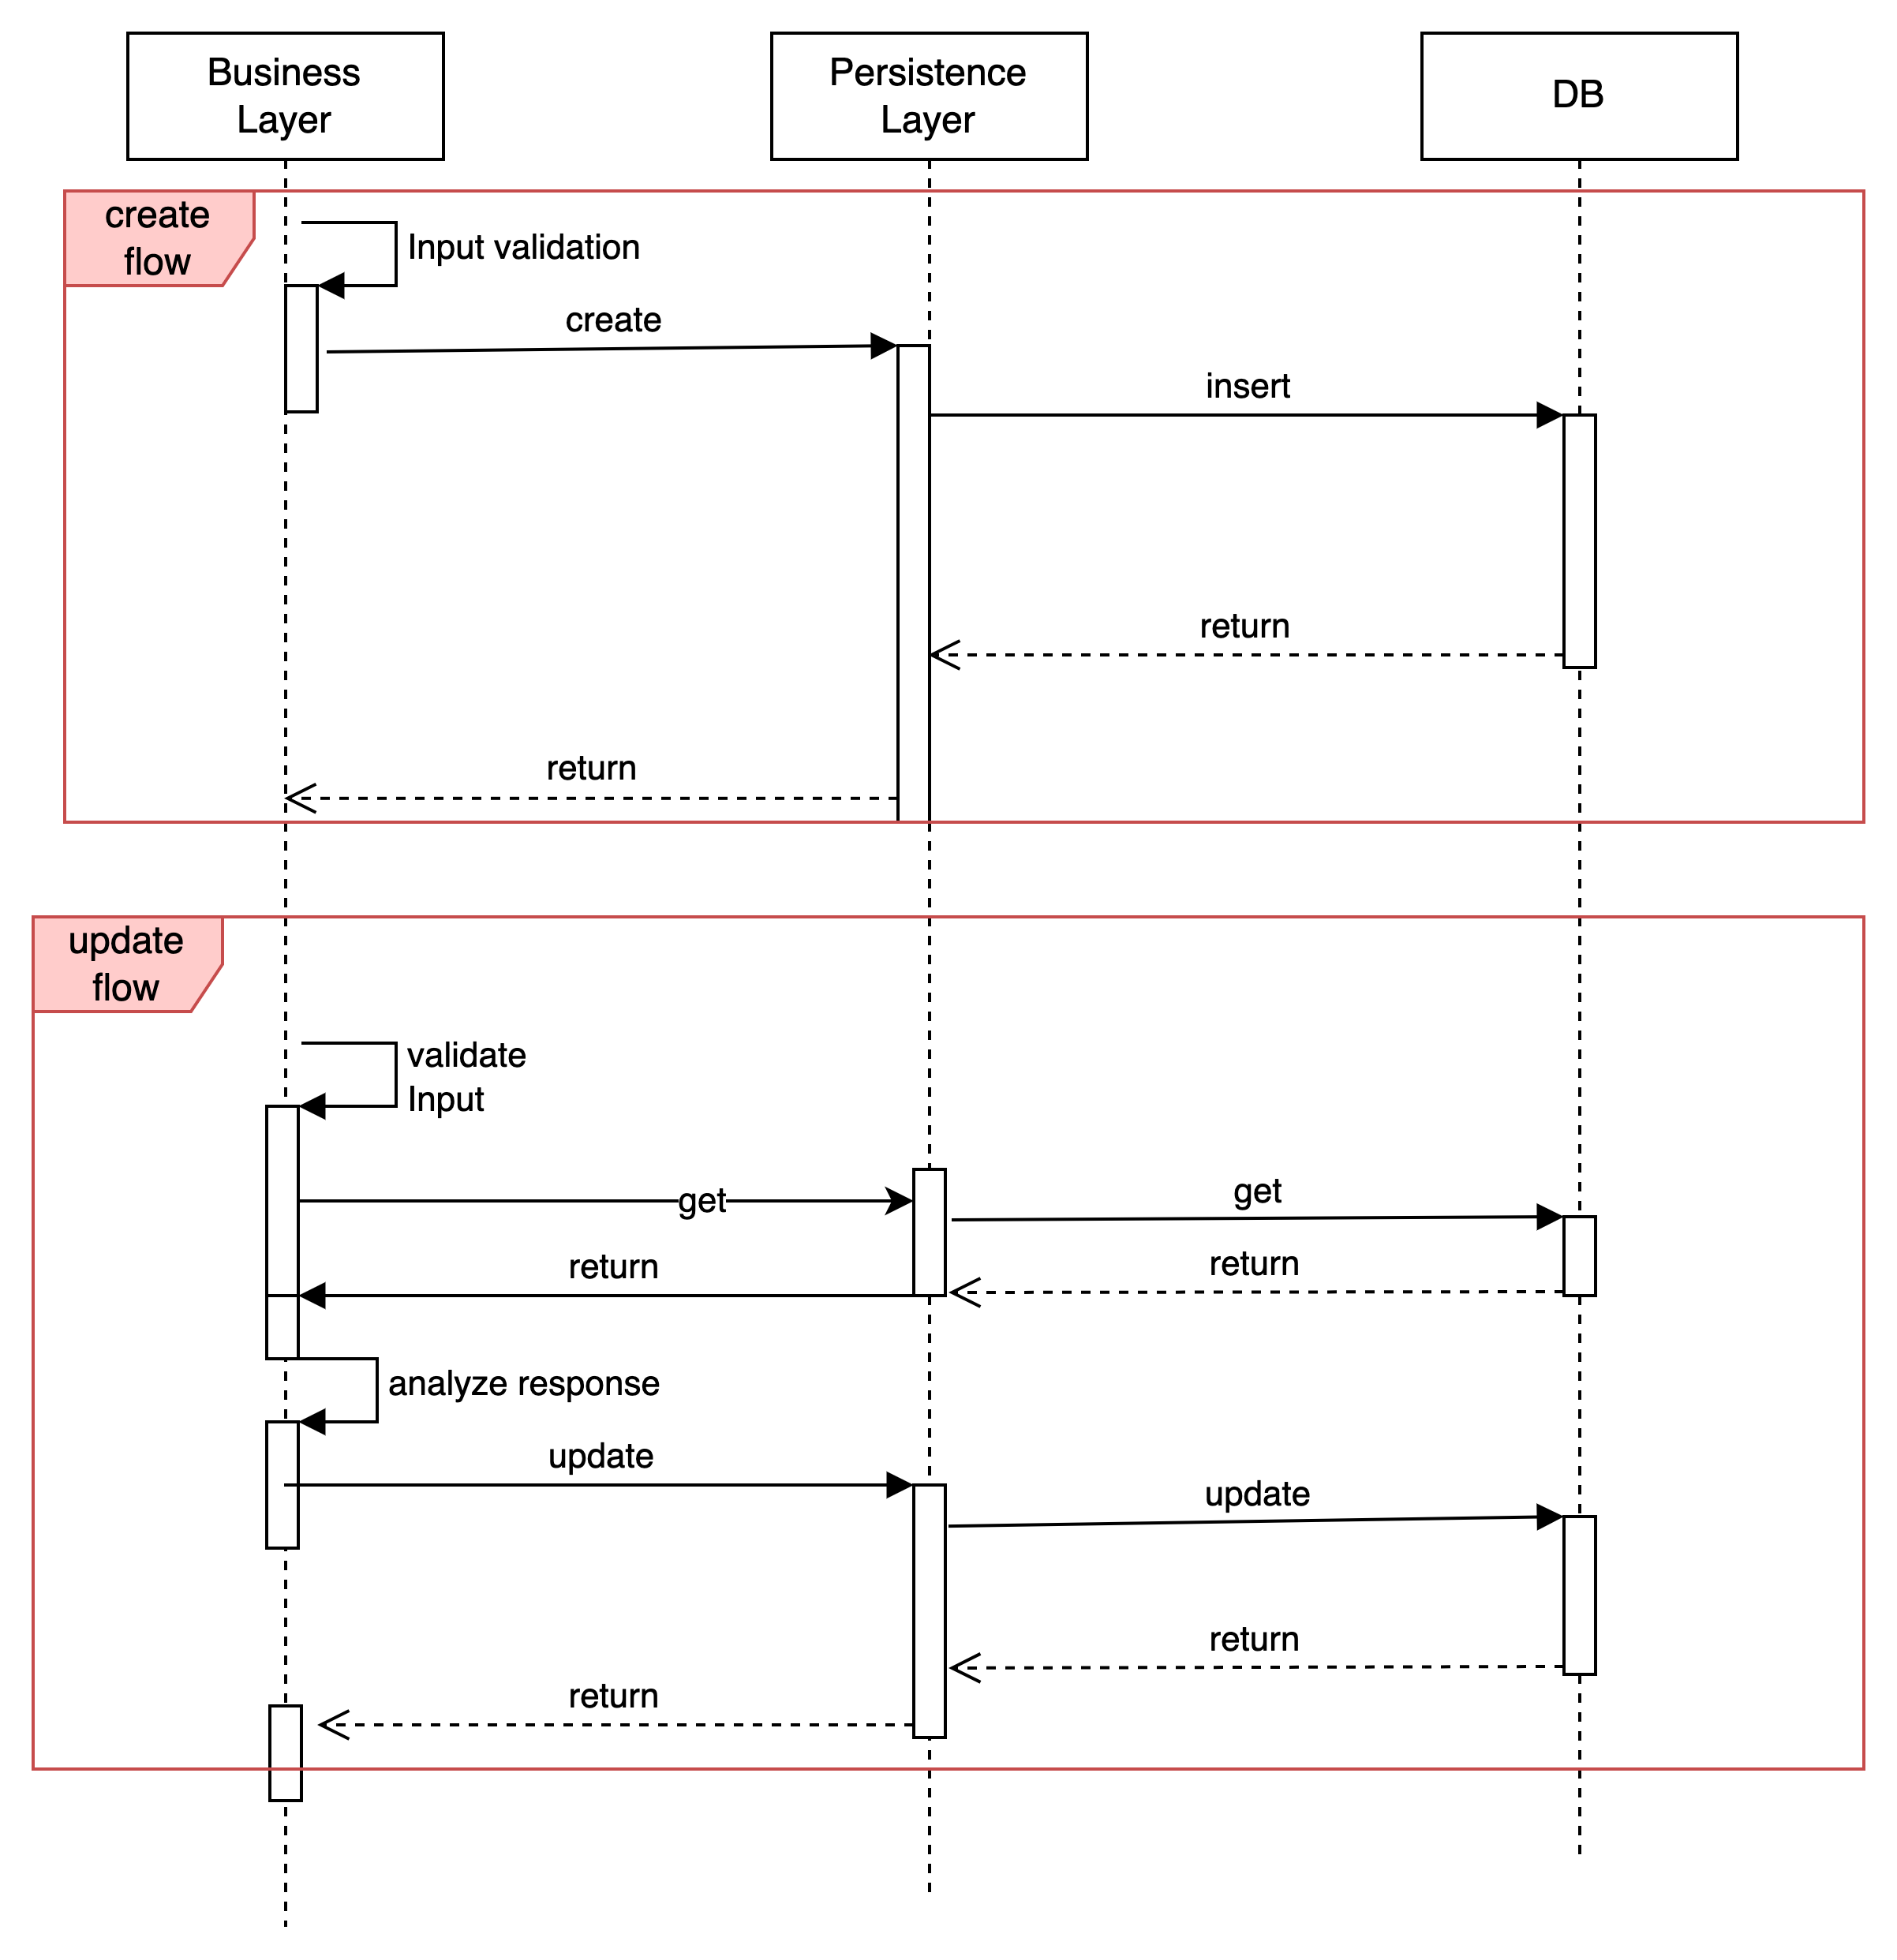 Business
Layer
Persistence
Layer
DB
create
flow
Input validation
create
insert
return
return
update
flow
validate
Input
get
get
return
return
analyze response
update
update
return
return